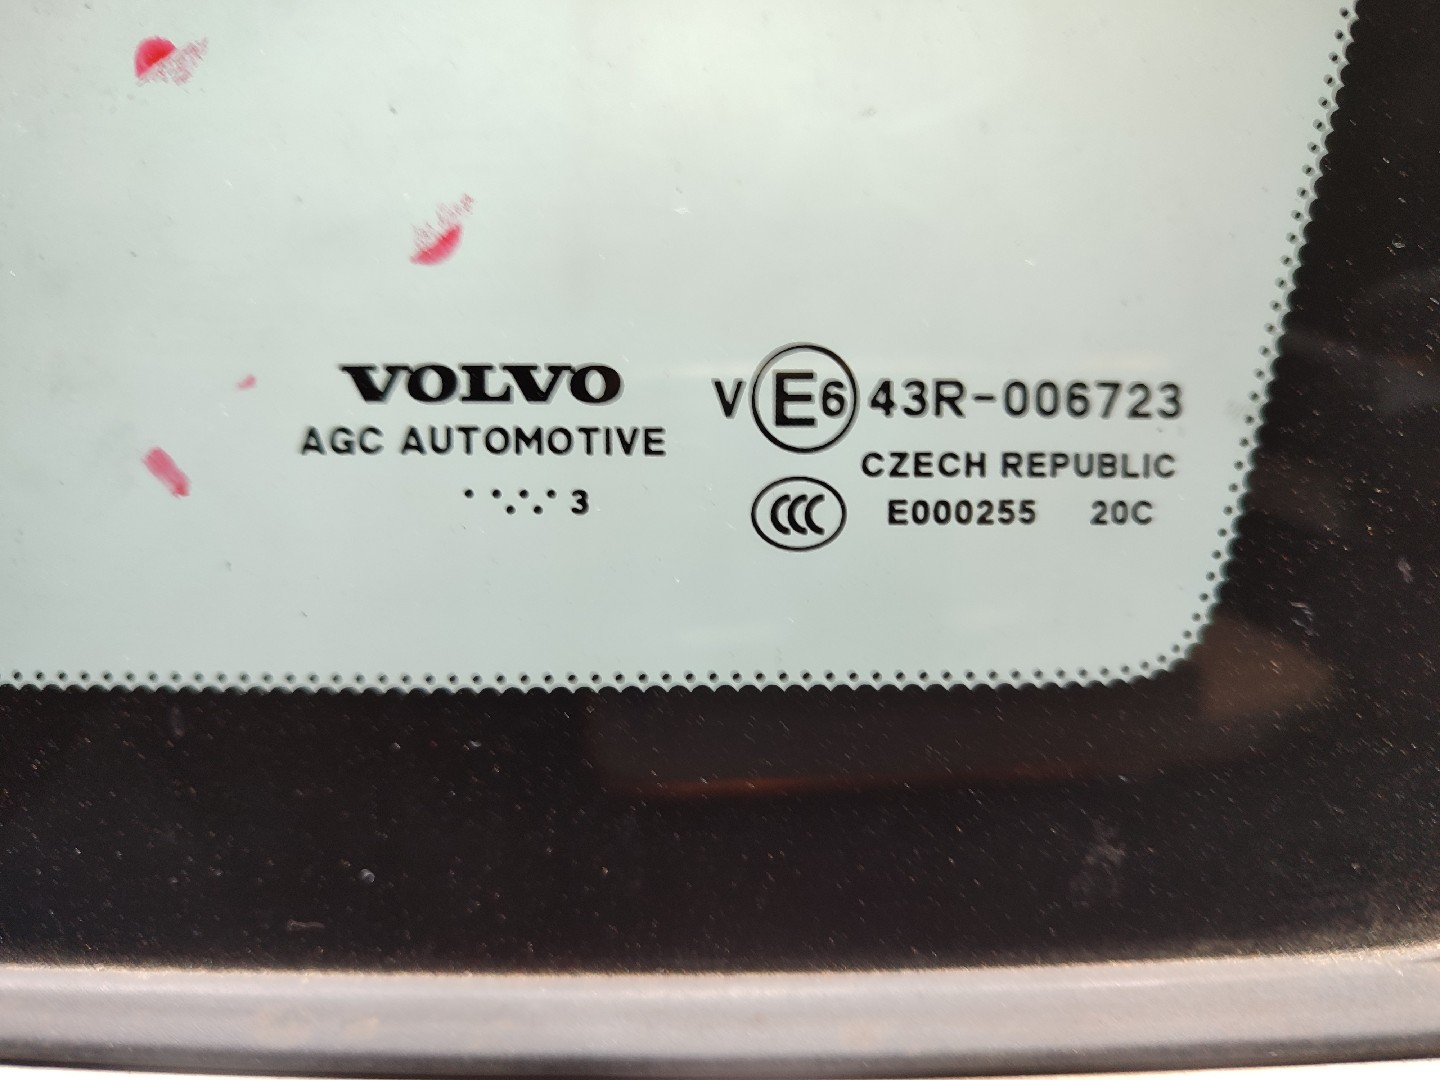 VOLVO
AGC AUTOMOTIVE
· · . · . · 3
V E6 43R-006723
CZECH REPUBLIC
CCC E000255 20C